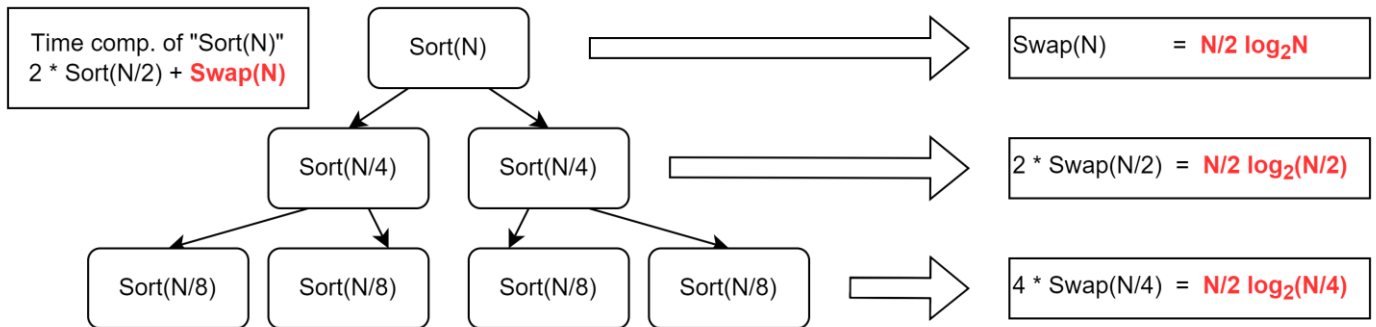 Time comp. of "Sort(N)"
2 * Sort(N/2) + Swap(N)
Sort(N)
Swap(N) = N/2 log₂N
Sort(N/4)
Sort(N/4)
2 * Swap(N/2) = N/2 log₂(N/2)
Sort(N/8)
Sort(N/8)
Sort(N/8)
Sort(N/8)
4 * Swap(N/4) = N/2 log₂(N/4)